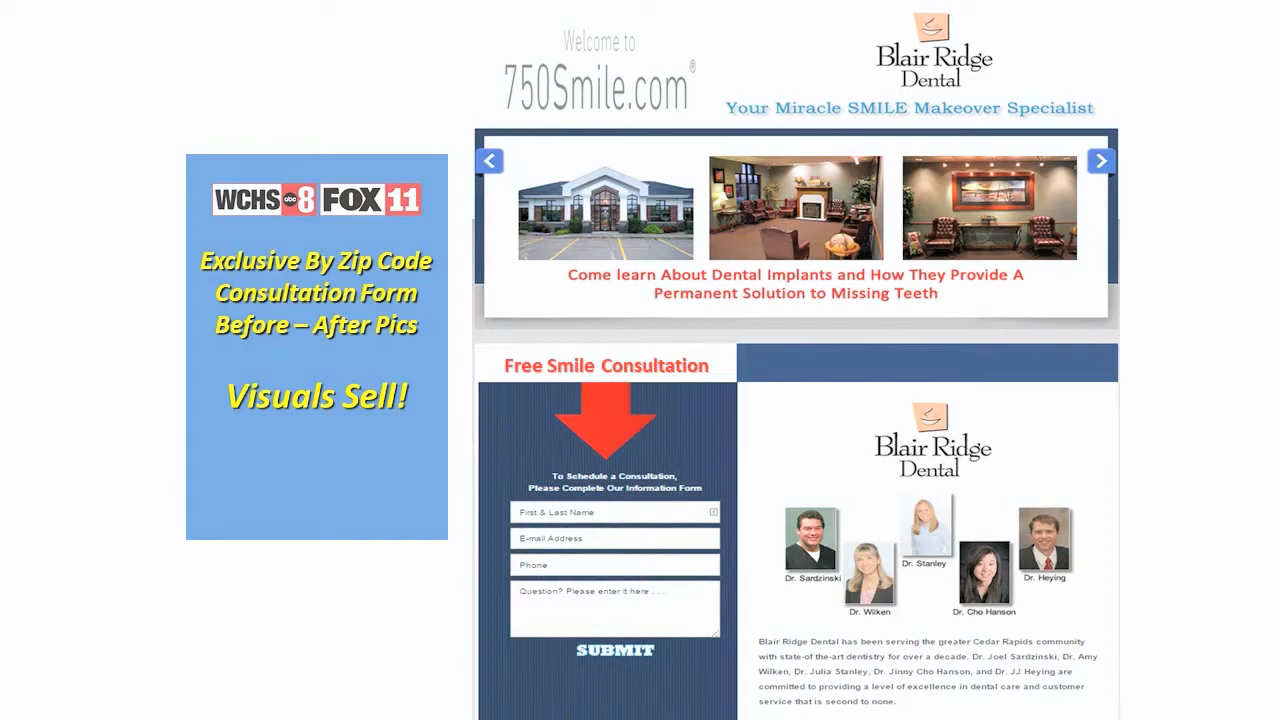 WCHS abc 8 FOX 11
Exclusive By Zip Code
Consultation Form
Before – After Pics
Visuals Sell!
Welcome to
750Smile.com®
Blair Ridge
Dental
Your Miracle SMILE Makeover Specialist
Come learn About Dental Implants and How They Provide A
Permanent Solution to Missing Teeth
Free Smile Consultation
To Schedule a Consultation,
Please Complete Our Information Form
First & Last Name
E-mail Address
Phone
Question? Please enter it here . . .
SUBMIT
Blair Ridge
Dental
Dr. Sardzinski
Dr. Wilken
Dr. Stanley
Dr. Cho Hanson
Dr. Heying
Blair Ridge Dental has been serving the greater Cedar Rapids community
with state-of the-art dentistry for over a decade. Dr. Joel Sardzinski, Dr. Amy
Wilken, Dr. Julia Stanley, Dr. Jinny Cho Hanson, and Dr. JJ Heying are
committed to providing a level of excellence in dental care and customer
service that is second to none.